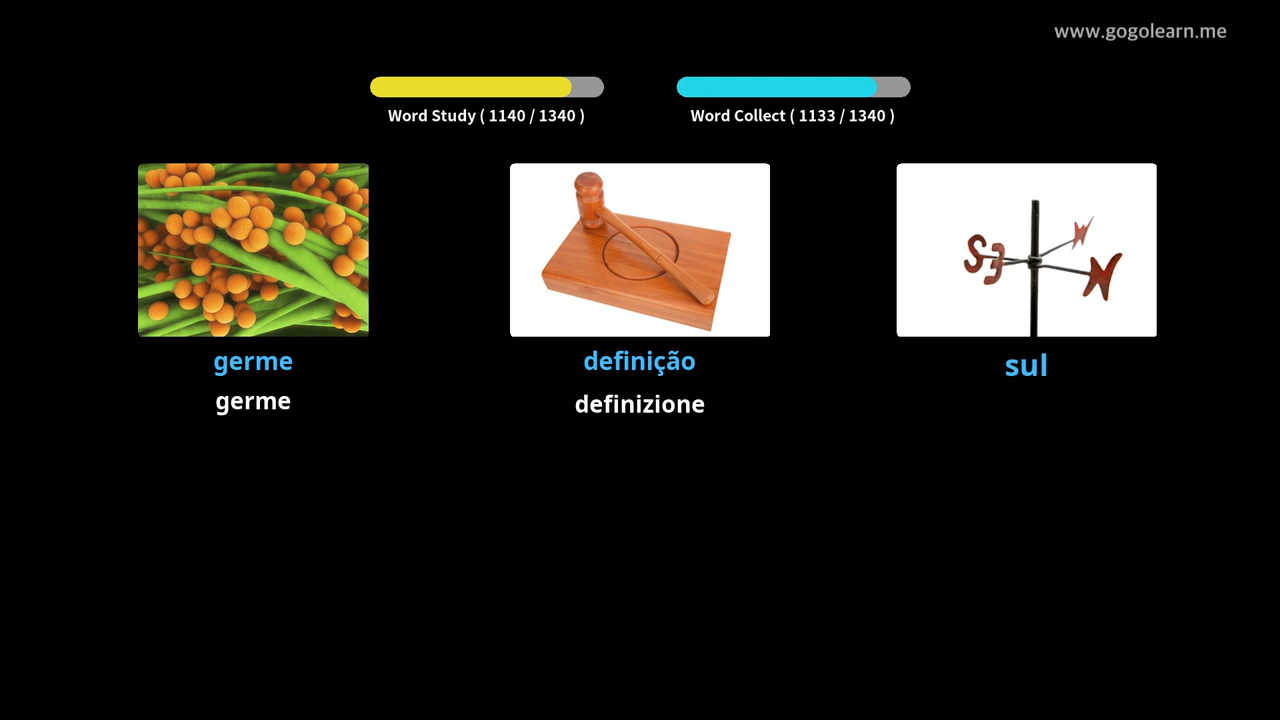 www.gogolearn.me
Word Study ( 1140 / 1340 )
Word Collect ( 1133 / 1340 )
S
E
N
germe
definição
sul
germe
definizione